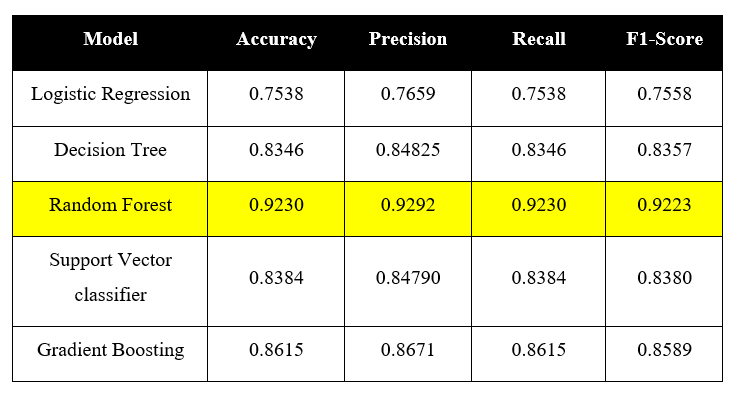 Model Accuracy Precision Recall F1-Score
Logistic Regression 0.7538 0.7659 0.7538 0.7558
Decision Tree 0.8346 0.84825 0.8346 0.8357
Random Forest 0.9230 0.9292 0.9230 0.9223
Support Vector
classifier 0.8384 0.84790 0.8384 0.8380
Gradient Boosting 0.8615 0.8671 0.8615 0.8589